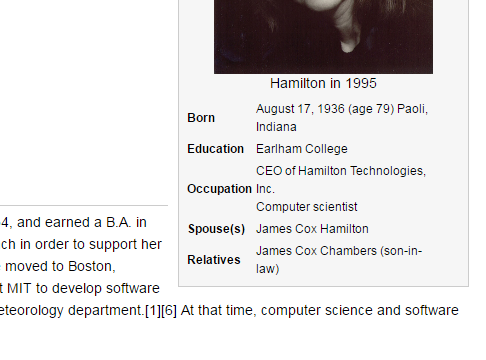 Hamilton in 1995
Born August 17, 1936 (age 79) Paoli,
Indiana
Education Earlham College
CEO of Hamilton Technologies,
Occupation Inc.
Computer scientist
Spouse(s) James Cox Hamilton
Relatives James Cox Chambers (son-in-
law)
4, and earned a B.A. in
ch in order to support her
moved to Boston,
t MIT to develop software
eteorology department.[1][6] At that time, computer science and software